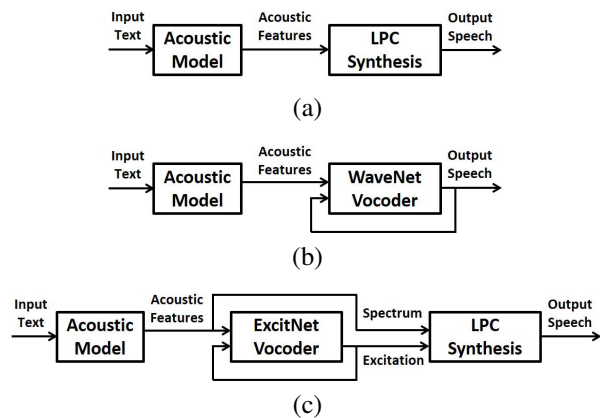 Input
Text
Acoustic
Model
Acoustic
Features
LPC
Synthesis
Output
Speech
(a)
Input
Text
Acoustic
Model
Acoustic
Features
WaveNet
Vocoder
Output
Speech
(b)
Input
Text
Acoustic
Model
Acoustic
Features
ExcitNet
Vocoder
Spectrum
Excitation
LPC
Synthesis
Output
Speech
(c)